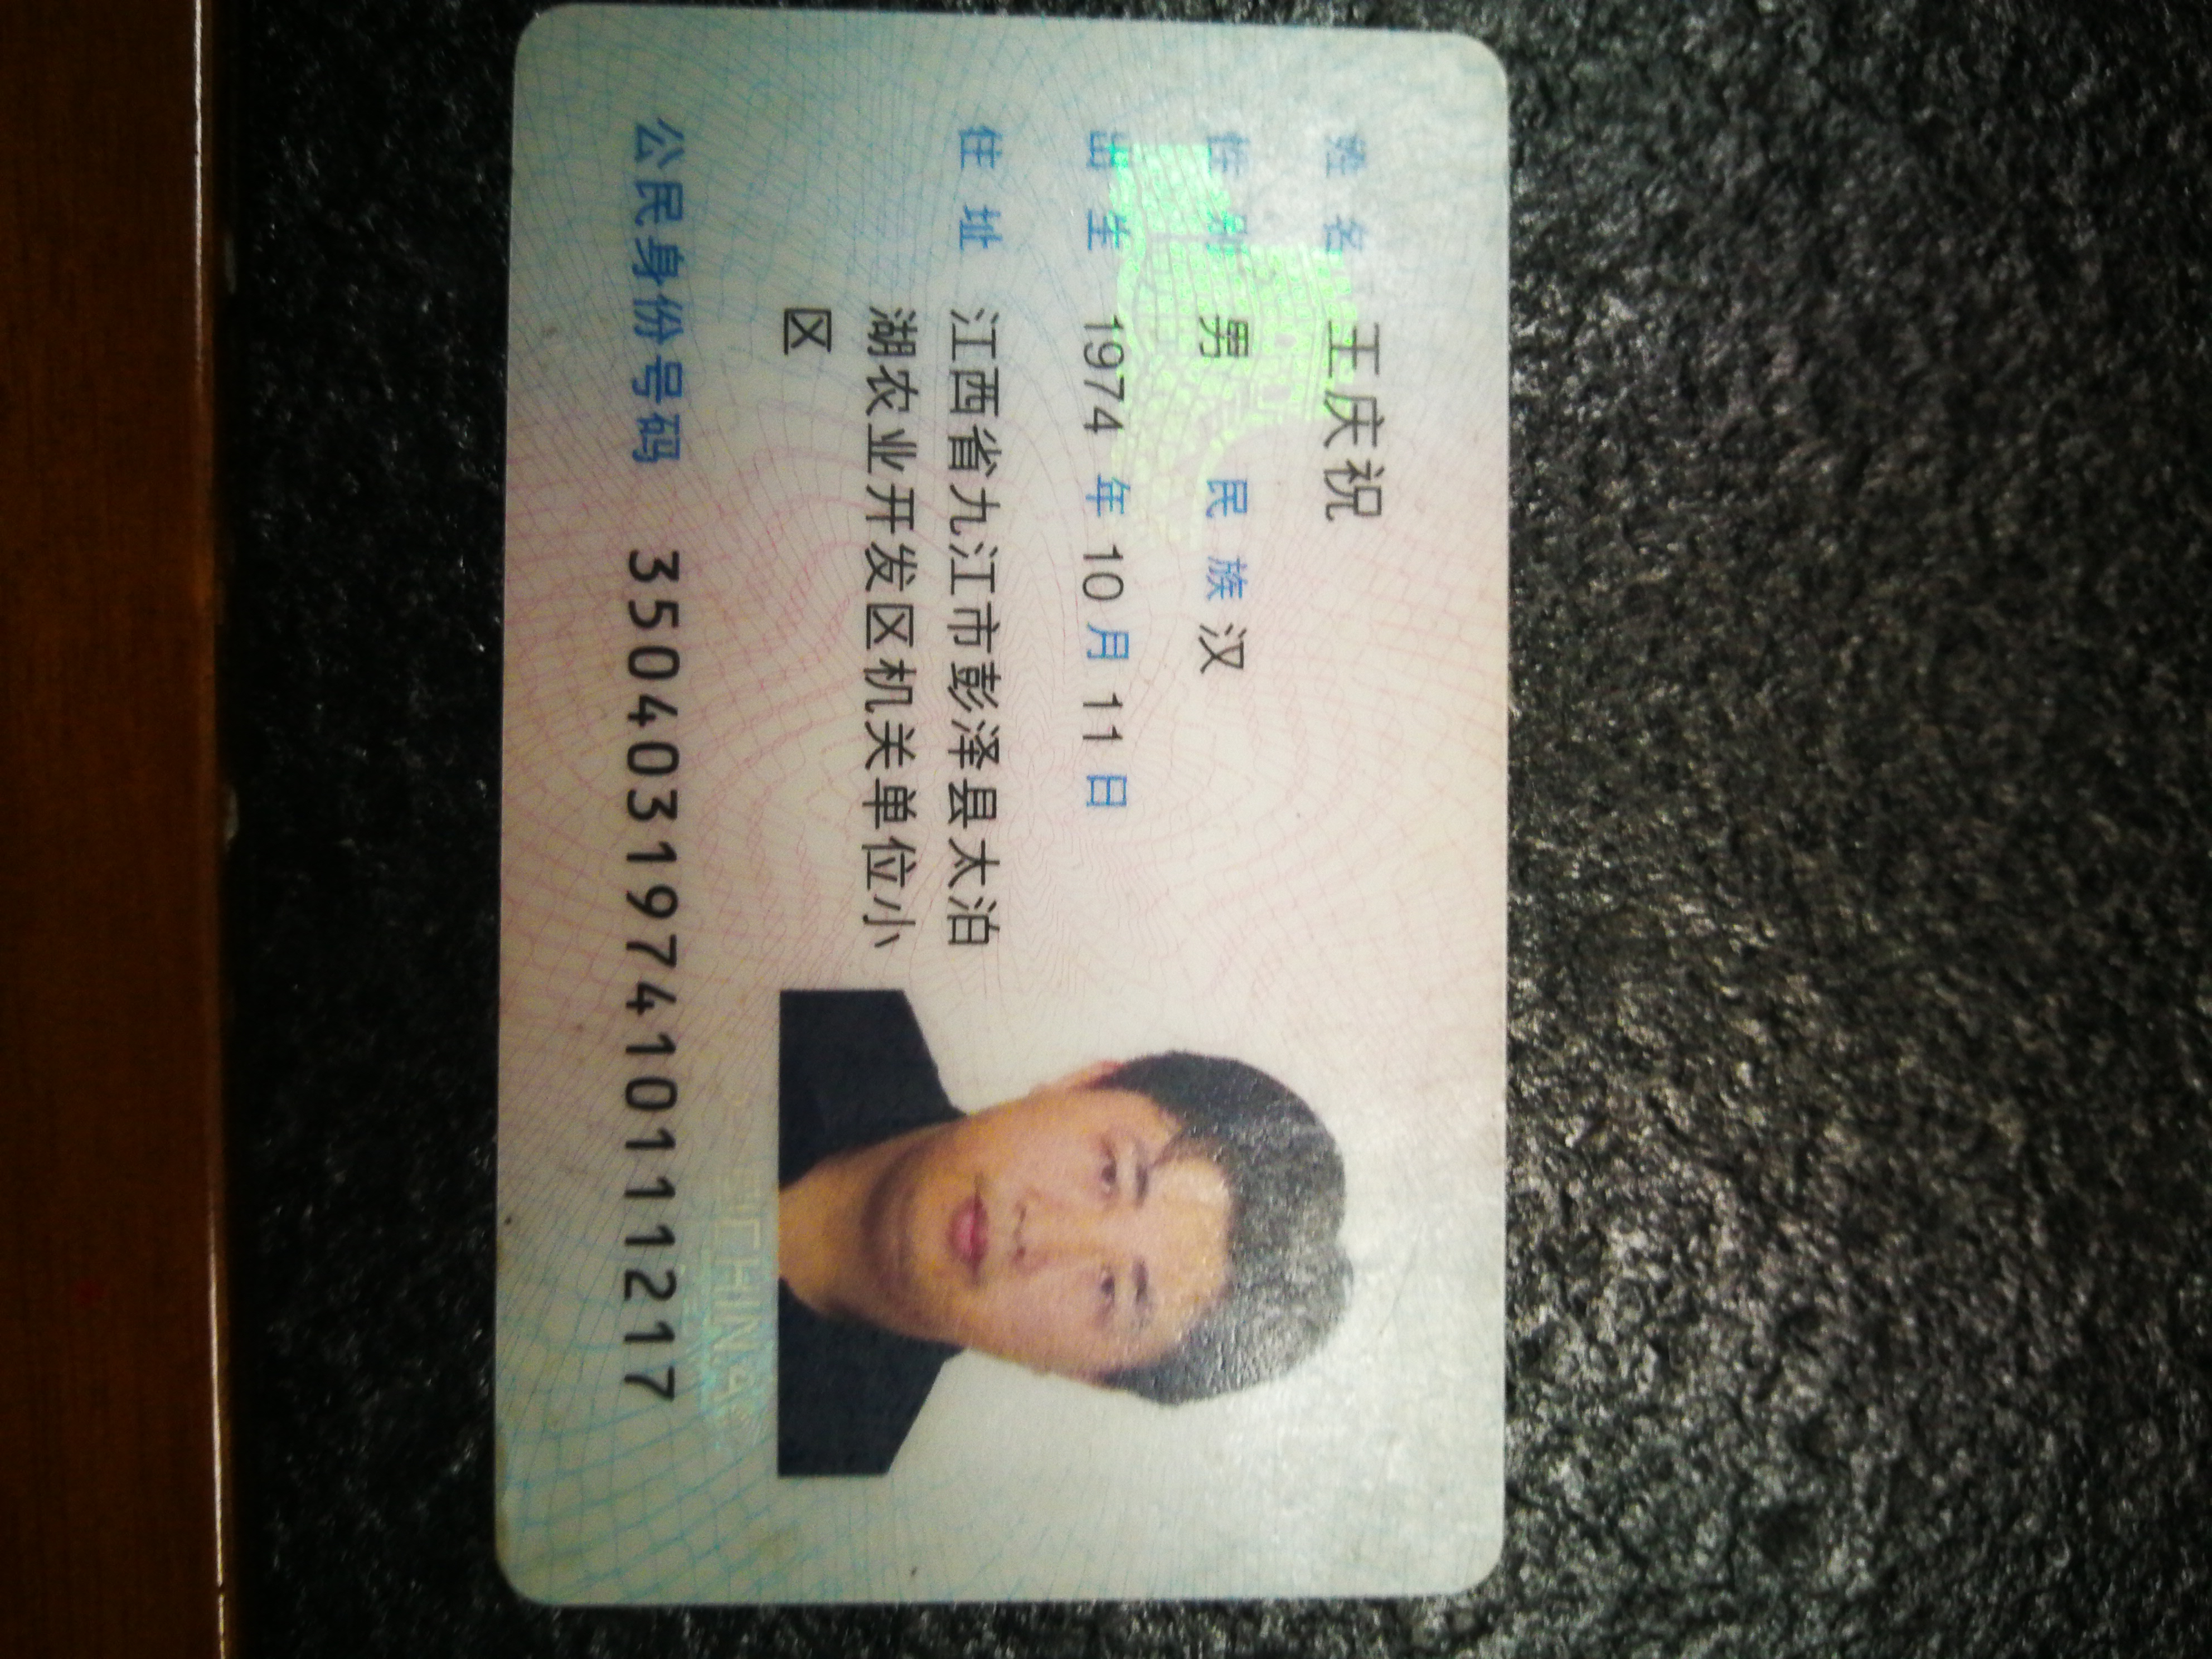 姓名 王庆祝
性别 男 民族 汉
出生 1974 年 10 月 11 日
住址 江西省九江市彭泽县太泊
湖农业开发区机关单位小
区
公民身份号码 350403197410111217
CHINA